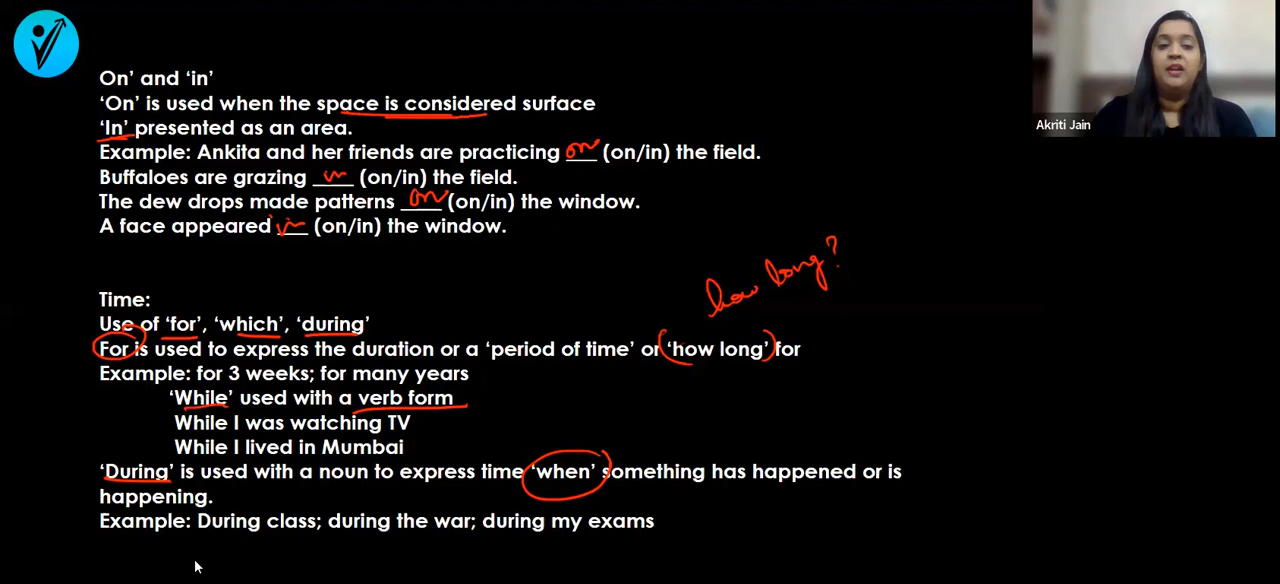 On’ and ‘in’
‘On’ is used when the space is considered surface
‘In’ presented as an area.
Example: Ankita and her friends are practicing on (on/in) the field.
Buffaloes are grazing in (on/in) the field.
The dew drops made patterns on (on/in) the window.
A face appeared in (on/in) the window.
how long?
Time:
Use of ‘for’, ‘which’, ‘during’
For is used to express the duration or a ‘period of time’ or (‘how long’) for
Example: for 3 weeks; for many years
‘While’ used with a verb form
While I was watching TV
While I lived in Mumbai
‘During’ is used with a noun to express time ‘when’ something has happened or is
happening.
Example: During class; during the war; during my exams
Akriti Jain